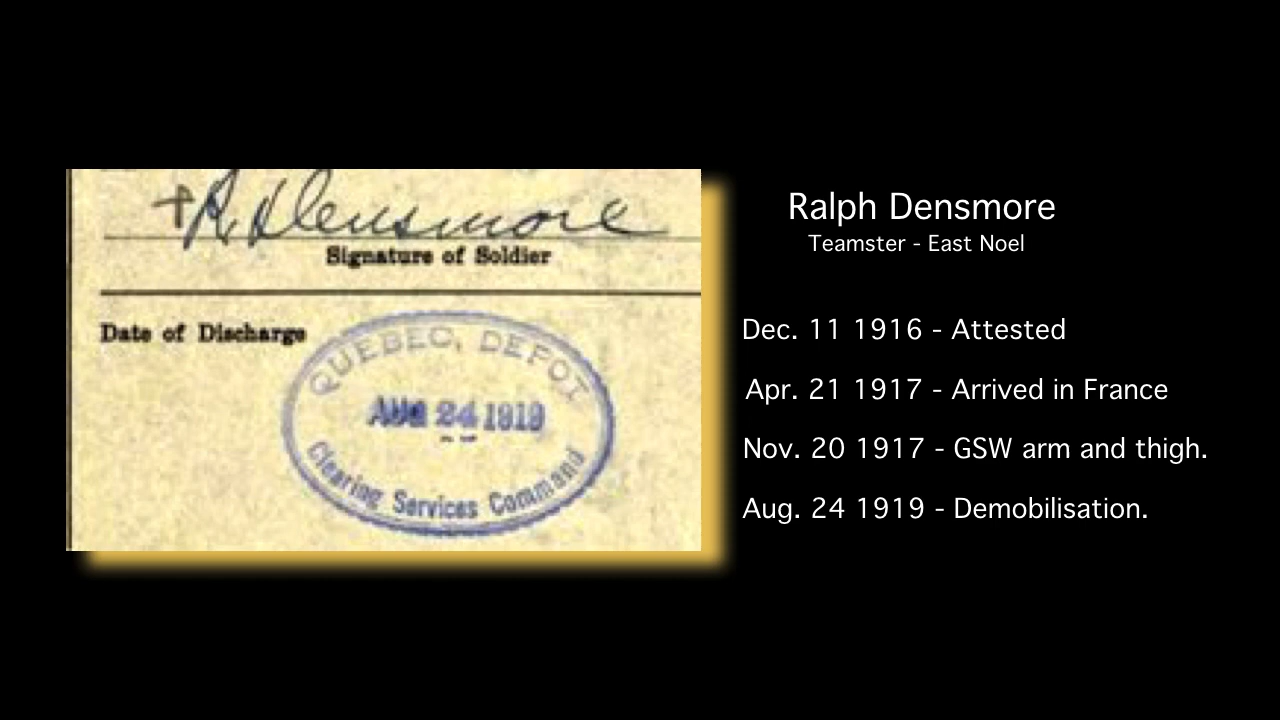 R. Densmore
Signature of Soldier
Date of Discharge
QUEBEC, DEPOT
AUG 24 1919
Clearing Services Command
Ralph Densmore
Teamster - East Noel
Dec. 11 1916 - Attested
Apr. 21 1917 - Arrived in France
Nov. 20 1917 - GSW arm and thigh.
Aug. 24 1919 - Demobilisation.